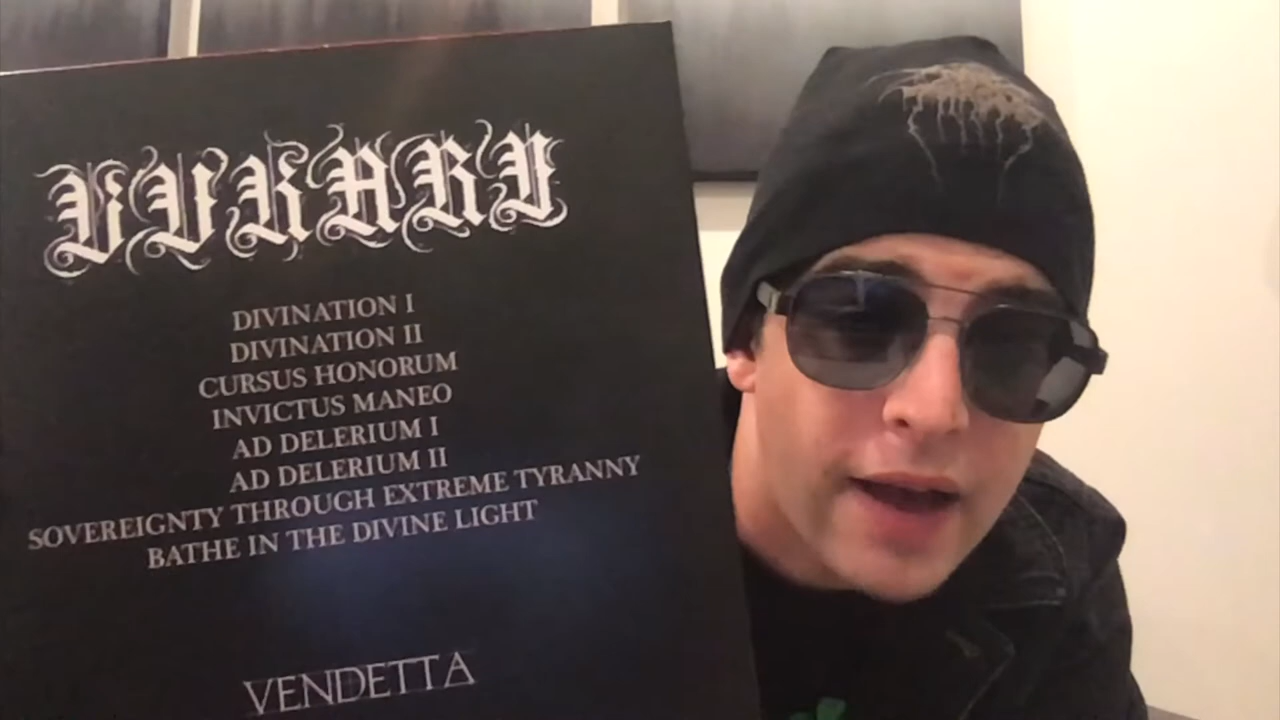 VUKARI
DIVINATION I
DIVINATION II
CURSUS HONORUM
INVICTUS MANEO
AD DELERIUM I
AD DELERIUM II
SOVEREIGNTY THROUGH EXTREME TYRANNY
BATHE IN THE DIVINE LIGHT
VENDETTA